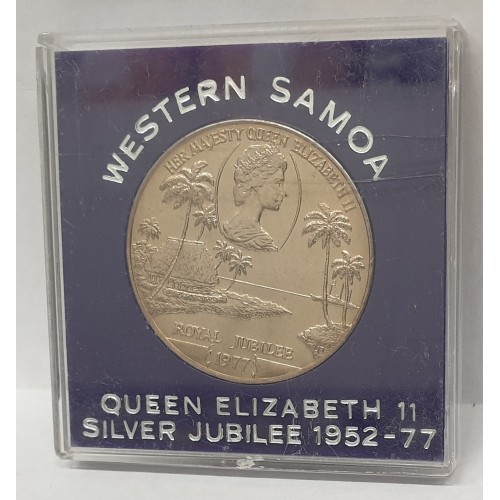 WESTERN SAMOA
HER MAJESTY QUEEN ELIZABETH II
ROYAL JUBILEE
(1977)
QUEEN ELIZABETH 11
SILVER JUBILEE 1952-77